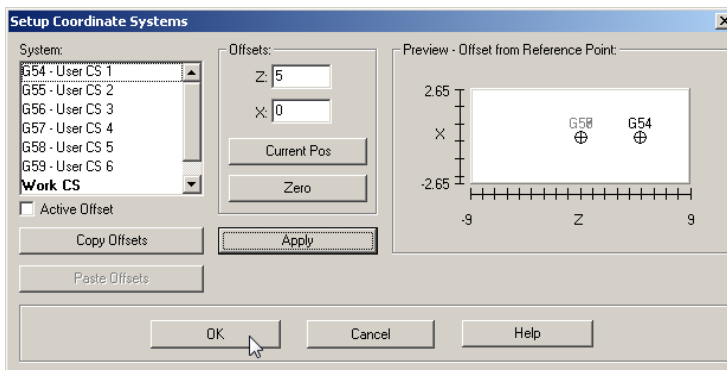 Setup Coordinate Systems
System:
G54 - User CS 1
G55 - User CS 2
G56 - User CS 3
G57 - User CS 4
G58 - User CS 5
G59 - User CS 6
Work CS
Active Offset
Copy Offsets
Paste Offsets
Offsets:
Z: 5
X: 0
Current Pos
Zero
Apply
Preview - Offset from Reference Point:
2.65
X
-2.65
G54
-9
Z
9
OK
Cancel
Help